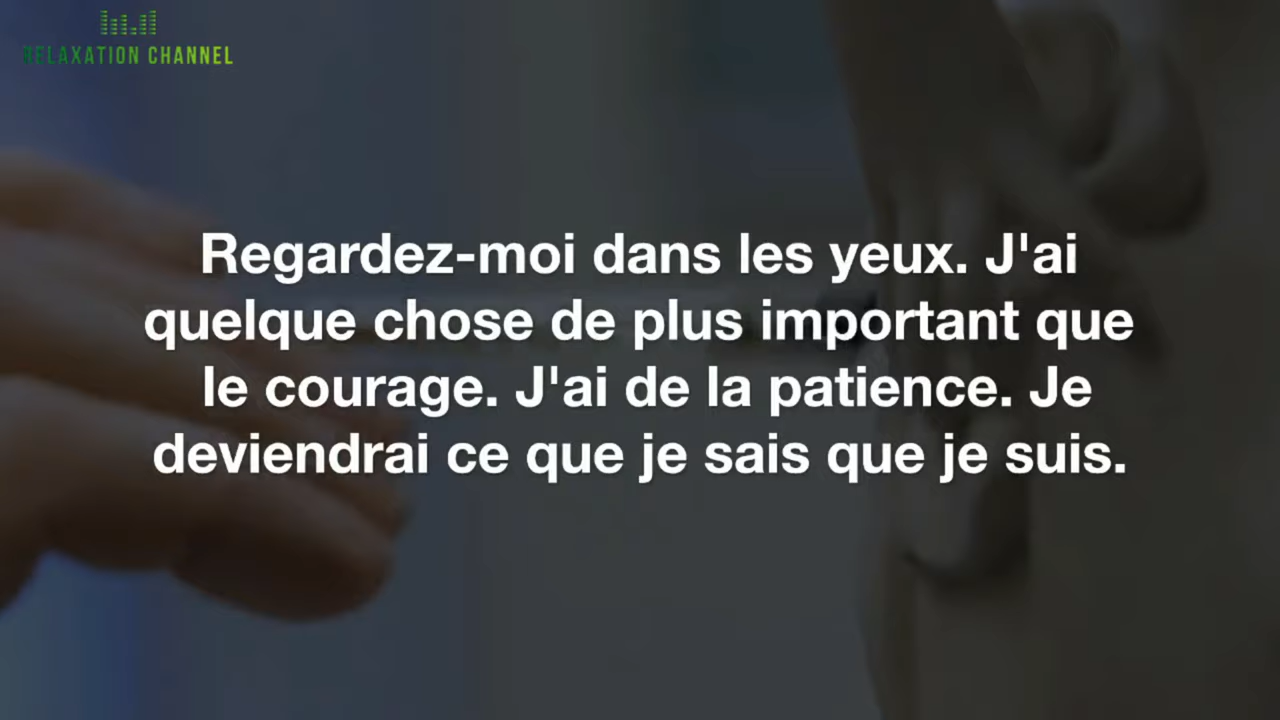 RELAXATION CHANNEL
Regardez-moi dans les yeux. J'ai
quelque chose de plus important que
le courage. J'ai de la patience. Je
deviendrai ce que je sais que je suis.